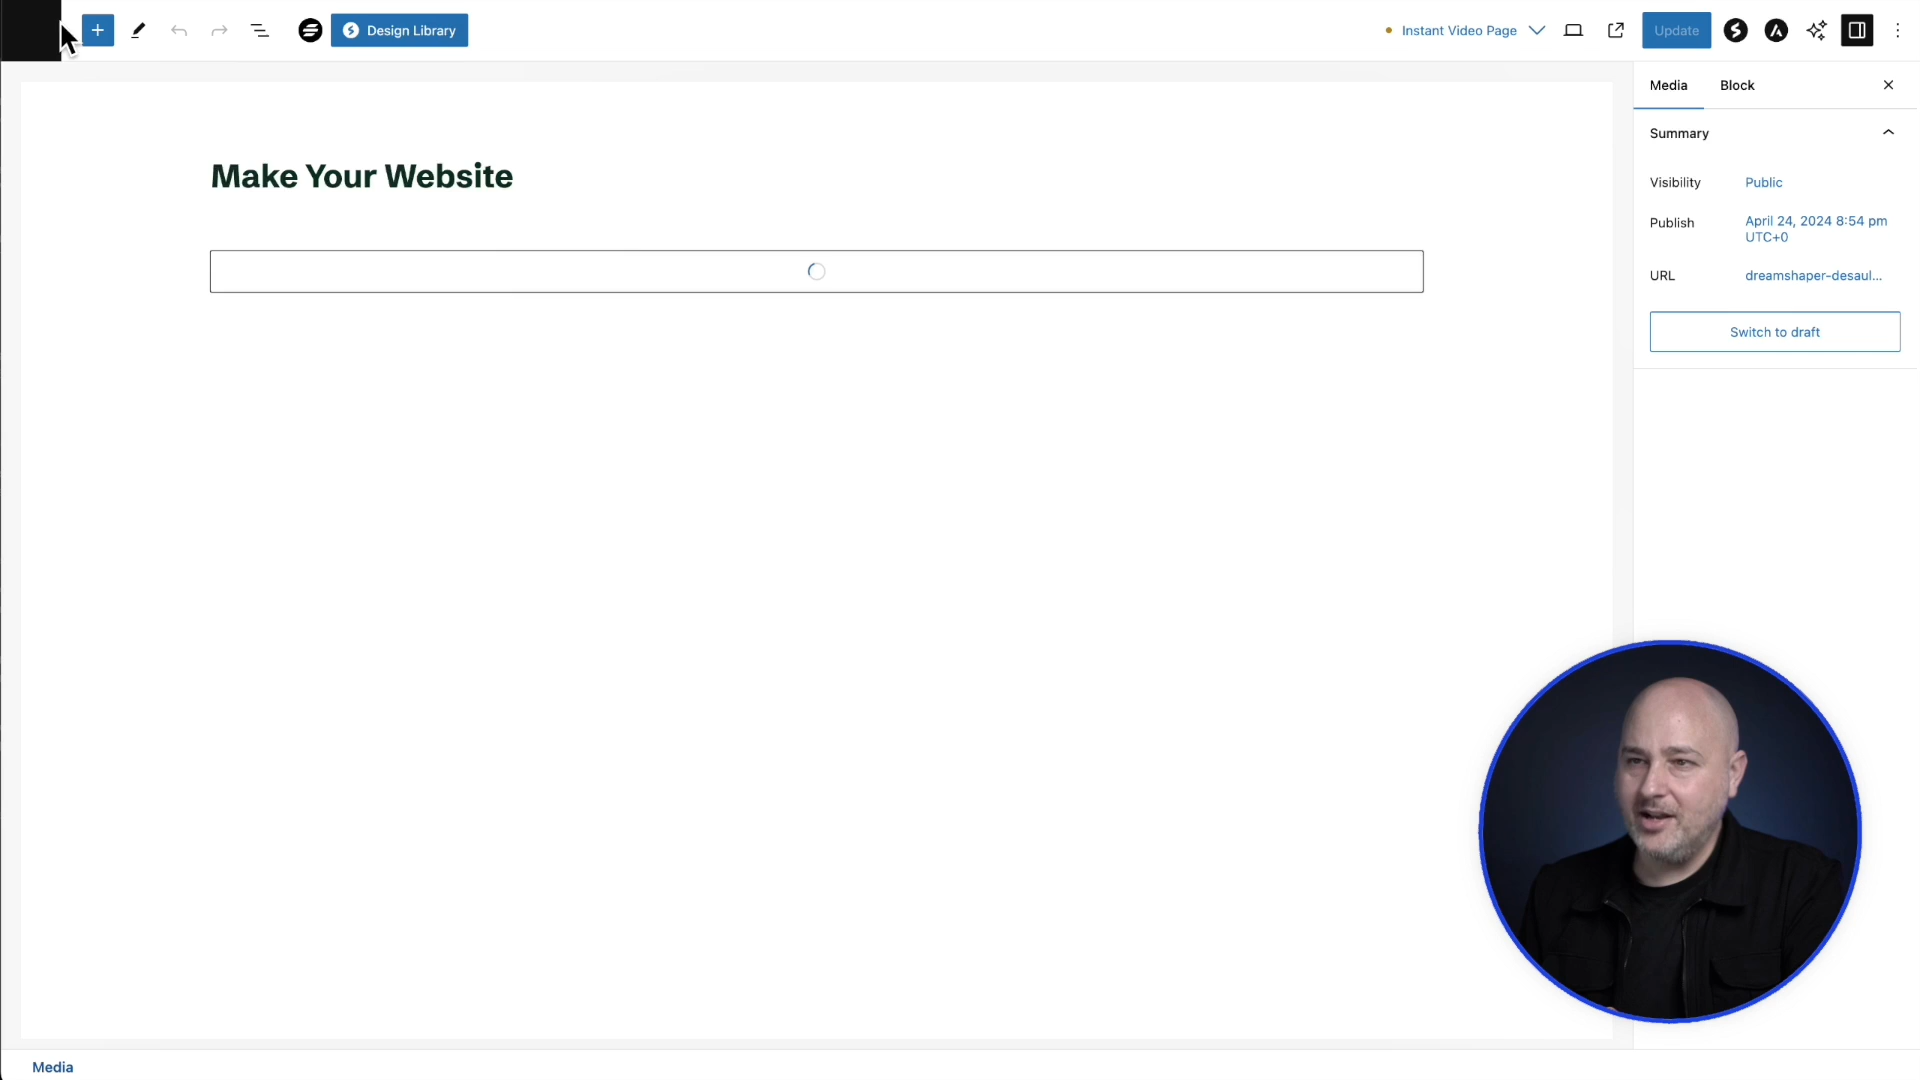 Design Library
Instant Video Page
Update
Media
Block
Summary
Make Your Website
Visibility
Public
Publish
April 24, 2024 8:54 pm
UTC+0
URL
dreamshaper-desaul...
Switch to draft
Media